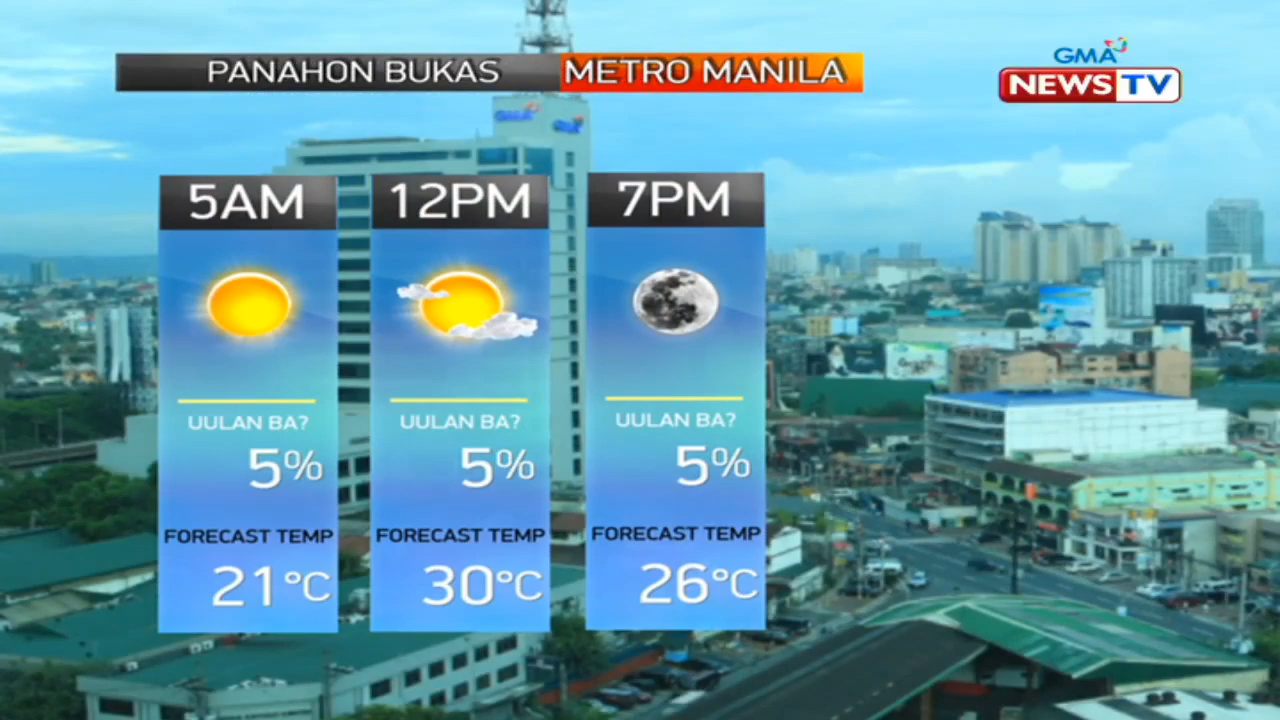 PANAHON BUKAS METRO MANILA
GMA
NEWS TV
GMA
5AM
12PM
7PM
UULAN BA?
5%
UULAN BA?
5%
UULAN BA?
5%
FORECAST TEMP
21°C
FORECAST TEMP
30°C
FORECAST TEMP
26°C